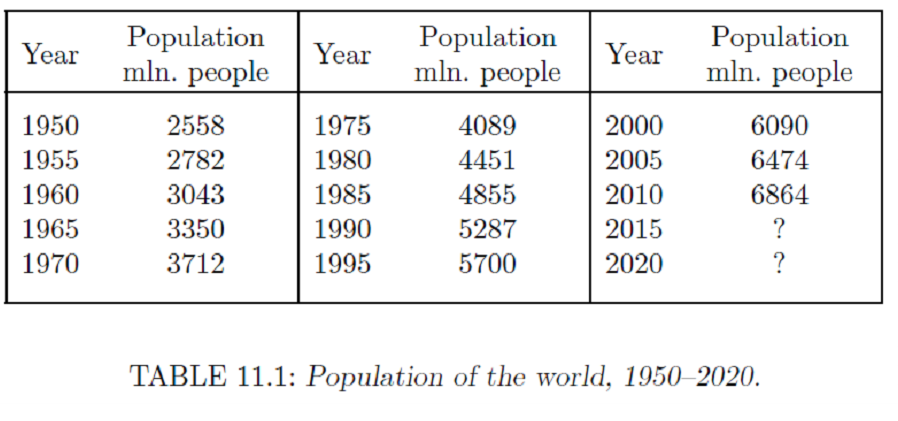 Year Population mln. people Year Population mln. people Year Population mln. people
1950 2558 1975 4089 2000 6090
1955 2782 1980 4451 2005 6474
1960 3043 1985 4855 2010 6864
1965 3350 1990 5287 2015 ?
1970 3712 1995 5700 2020 ?
TABLE 11.1: Population of the world, 1950–2020.